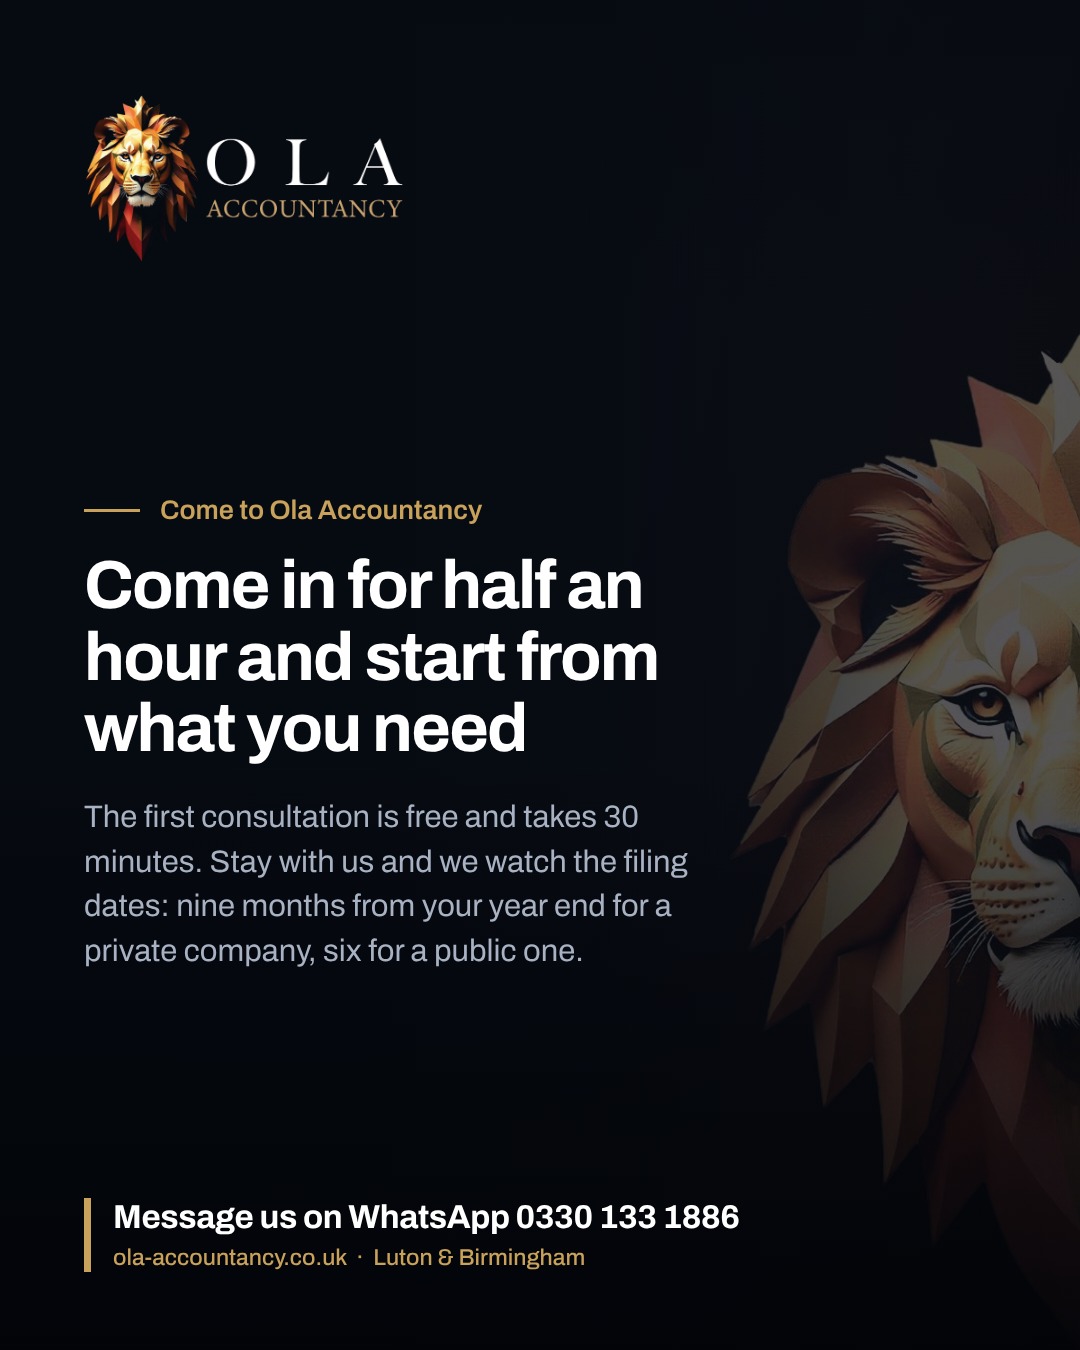 OLA
ACCOUNTANCY
Come to Ola Accountancy
Come in for half an
hour and start from
what you need
The first consultation is free and takes 30
minutes. Stay with us and we watch the filing
dates: nine months from your year end for a
private company, six for a public one.
Message us on WhatsApp 0330 133 1886
ola-accountancy.co.uk · Luton & Birmingham